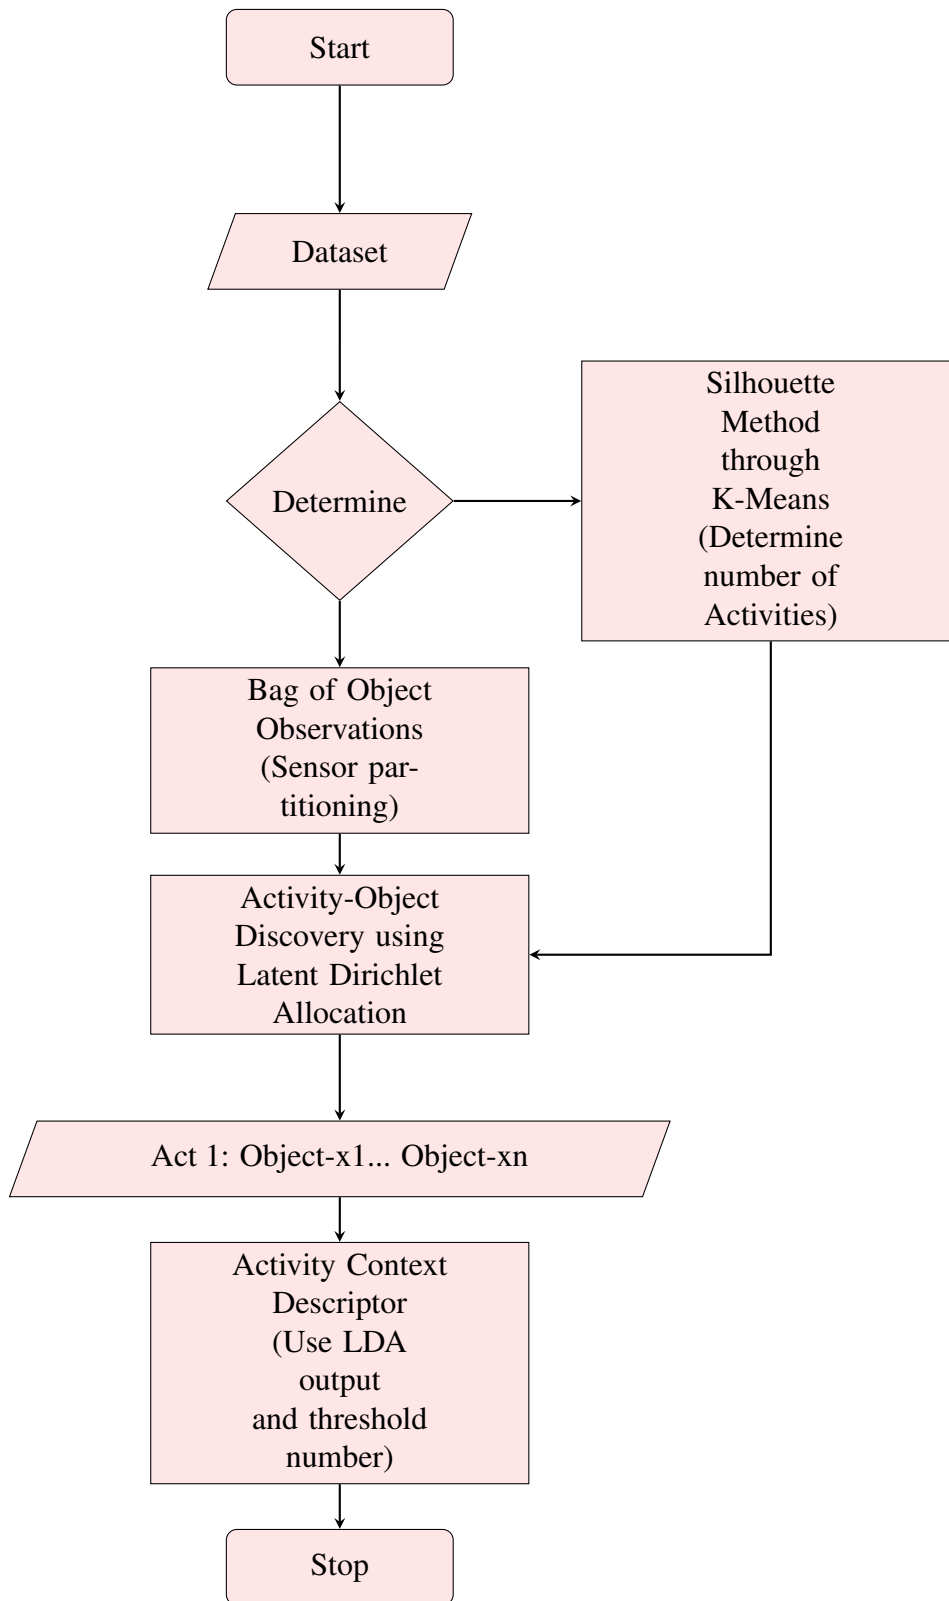 Start
Dataset
Determine
Silhouette
Method
through
K-Means
(Determine
number of
Activities)
Bag of Object
Observations
(Sensor par-
titioning)
Activity-Object
Discovery using
Latent Dirichlet
Allocation
Act 1: Object-x1... Object-xn
Activity Context
Descriptor
(Use LDA
output
and threshold
number)
Stop